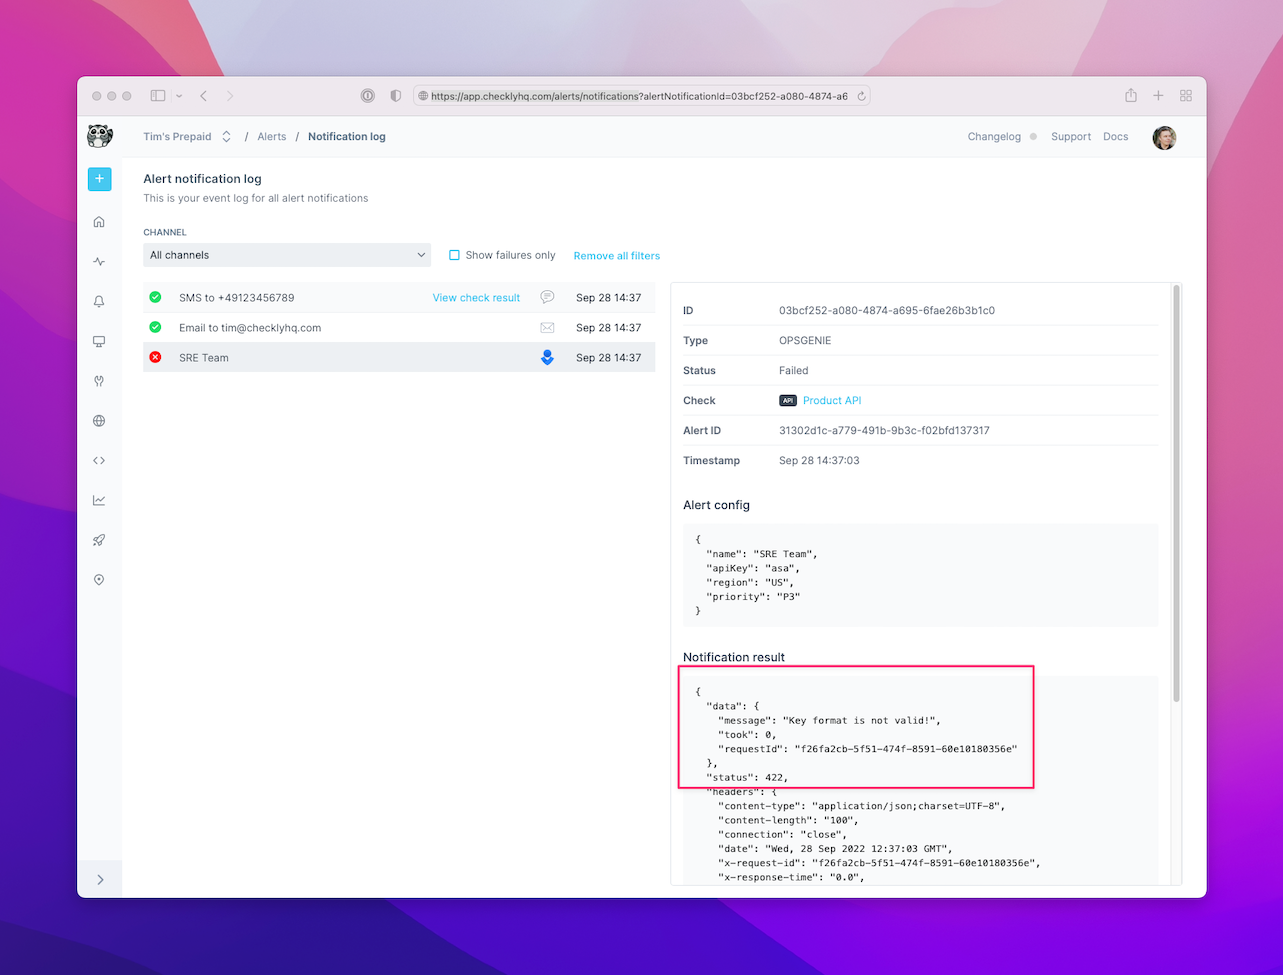 https://app.checklyhq.com/alerts/notifications?alertNotificationId=03bcf252-a080-4874-a6
Tim's Prepaid / Alerts / Notification log
Changelog Support Docs
+
Alert notification log
This is your event log for all alert notifications
CHANNEL
All channels
Show failures only
Remove all filters
SMS to +49123456789 View check result Sep 28 14:37
Email to tim@checklyhq.com Sep 28 14:37
SRE Team Sep 28 14:37
ID 03bcf252-a080-4874-a695-6fae26b3b1c0
Type OPSGENIE
Status Failed
Check API Product API
Alert ID 31302d1c-a779-491b-9b3c-f02bfd137317
Timestamp Sep 28 14:37:03
Alert config
{
"name": "SRE Team",
"apiKey": "asa",
"region": "US",
"priority": "P3"
}
Notification result
{
"data": {
"message": "Key format is not valid!",
"took": 0,
"requestId": "f26fa2cb-5f51-474f-8591-60e10180356e"
},
"status": 422,
"headers": {
"content-type": "application/json;charset=UTF-8",
"content-length": "100",
"connection": "close",
"date": "Wed, 28 Sep 2022 12:37:03 GMT",
"x-request-id": "f26fa2cb-5f51-474f-8591-60e10180356e",
"x-response-time": "0.0",